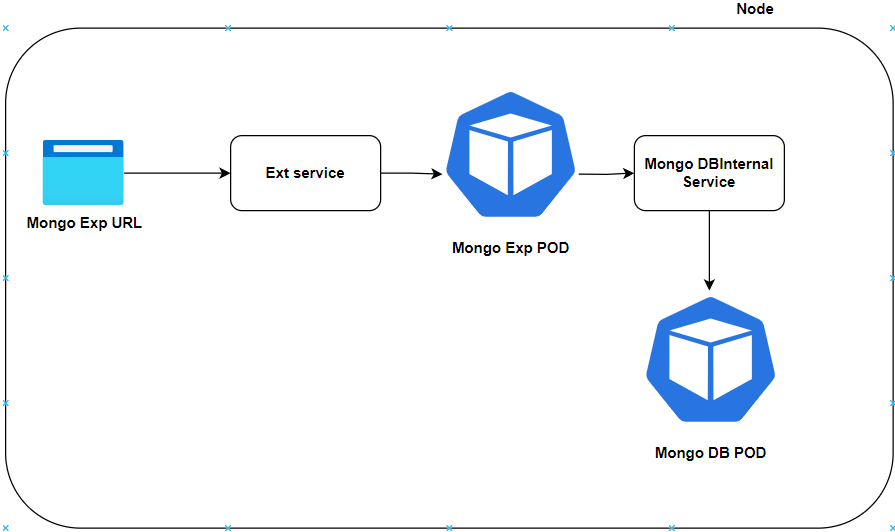 Node
Mongo Exp URL
Ext service
Mongo Exp POD
Mongo DBInternal
Service
Mongo DB POD